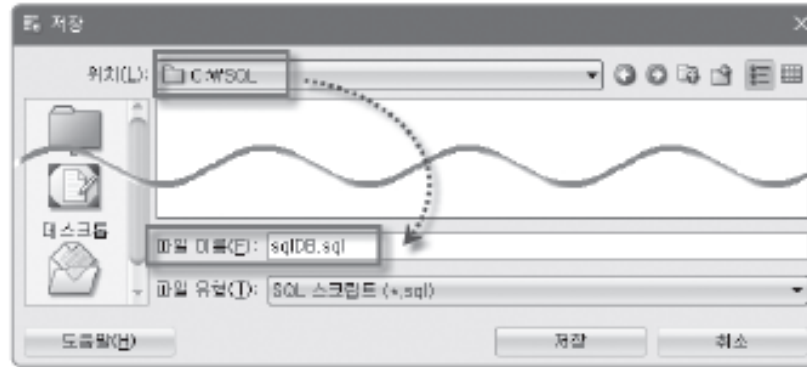 저장
위치(L): C:₩SQL
데스크톱
파일 이름(F): sqlDB.sql
파일 유형(T): SQL 스크립트 (*.sql)
도움말(H) 저장 취소